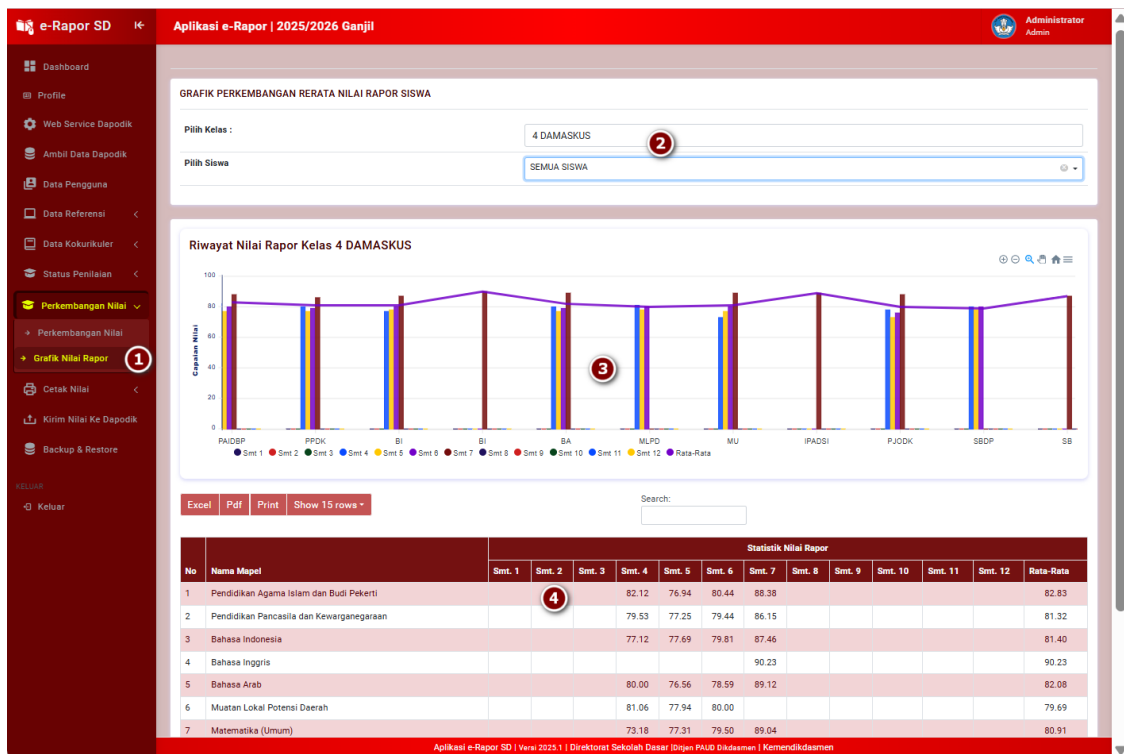 e-Rapor SD
Aplikasi e-Rapor | 2025/2026 Ganjil
Administrator
Admin
Dashboard
Profile
Web Service Dapodik
Ambil Data Dapodik
Data Pengguna
Data Referensi
Data Kokurikuler
Status Penilaian
Perkembangan Nilai
Perkembangan Nilai
Grafik Nilai Rapor
1
Cetak Nilai
Kirim Nilai Ke Dapodik
Backup & Restore
KELUAR
Keluar
GRAFIK PERKEMBANGAN RERATA NILAI RAPOR SISWA
Pilih Kelas :
4 DAMASKUS
2
Pilih Siswa
SEMUA SISWA
Riwayat Nilai Rapor Kelas 4 DAMASKUS
Capaian Nilai
100
80
60
40
20
0
3
PAJDBP PPDK BI BI BA MLPD MU IPADSI PJODK SBDP SB
Smt 1 Smt 2 Smt 3 Smt 4 Smt 5 Smt 6 Smt 7 Smt 8 Smt 9 Smt 10 Smt 11 Smt 12 Rata-Rata
Excel Pdf Print Show 15 rows
Search:
Statistik Nilai Rapor
No Nama Mapel Smt. 1 Smt. 2 Smt. 3 Smt. 4 Smt. 5 Smt. 6 Smt. 7 Smt. 8 Smt. 9 Smt. 10 Smt. 11 Smt. 12 Rata-Rata
1 Pendidikan Agama Islam dan Budi Pekerti 82.12 76.94 80.44 88.38 82.83
4
2 Pendidikan Pancasila dan Kewarganegaraan 79.53 77.25 79.44 86.15 81.32
3 Bahasa Indonesia 77.12 77.69 79.81 87.46 81.40
4 Bahasa Inggris 90.23 90.23
5 Bahasa Arab 80.00 76.56 78.59 89.12 82.08
6 Muatan Lokal Potensi Daerah 81.06 77.94 80.00 79.69
7 Matematika (Umum) 73.18 77.31 79.50 89.04 80.91
Aplikasi e-Rapor SD | Versi 2025.1 | Direktorat Sekolah Dasar |Ditjen PAUD Dikdasmen | Kemendikdasmen